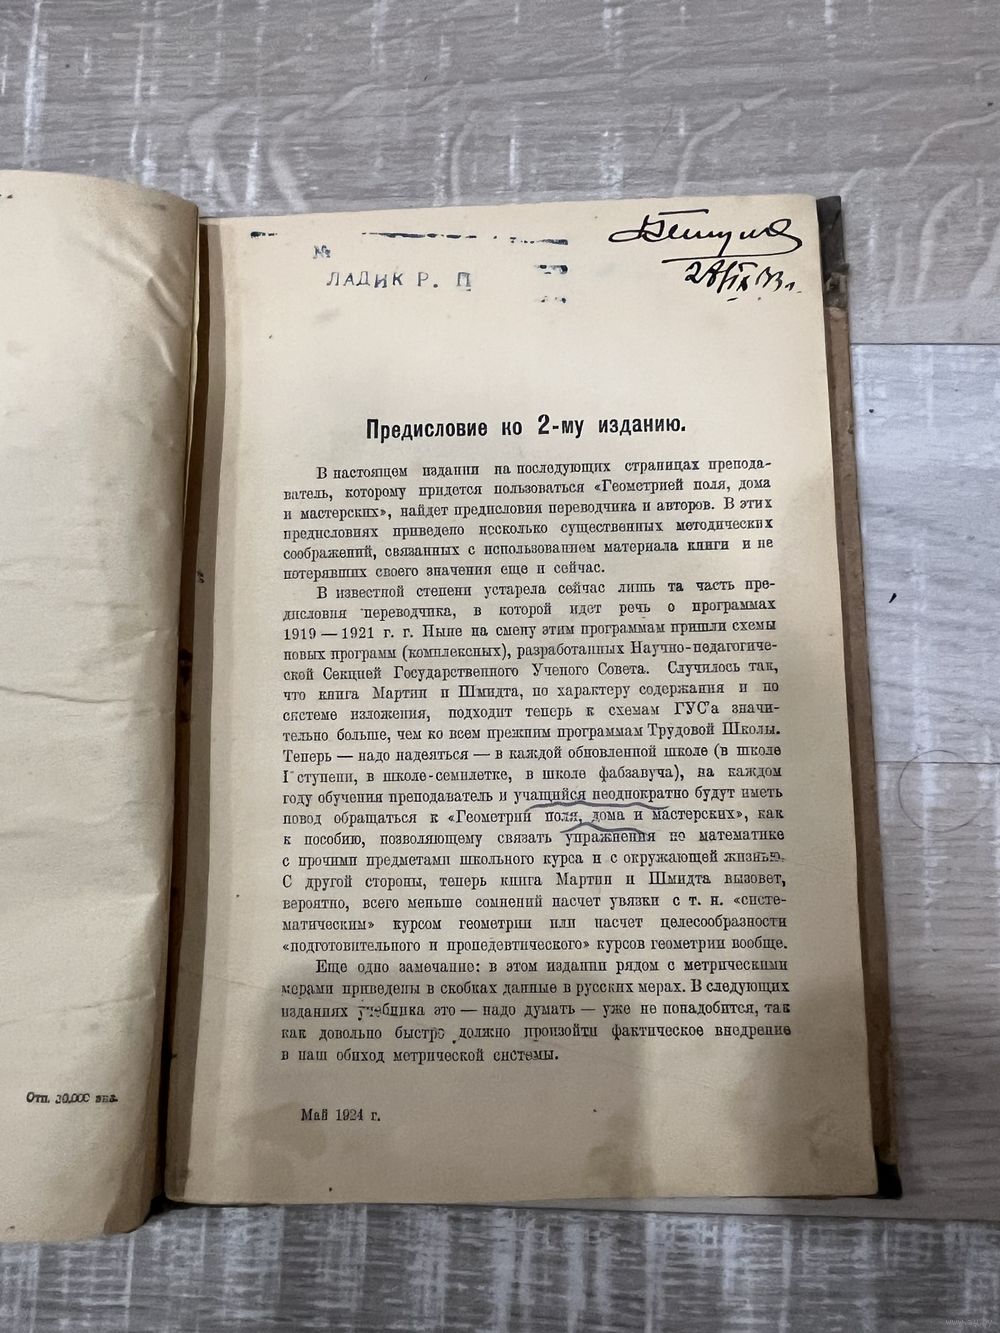 №
ЛАДИК Р. П
28/IX 33 г.
Предисловие ко 2-му изданию.
В настоящем издании на последующих страницах препода-
ватель, которому придется пользоваться «Геометрией поля, дома
и мастерских», найдет предисловия переводчика и авторов. В этих
предисловиях приведено несколько существенных методических
соображений, связанных с использованием материала книги и не
потерявших своего значения еще и сейчас.
В известной степени устарела сейчас лишь та часть пре-
дисловия переводчика, в которой идет речь о программах
1919 — 1921 г. г. Ныне на смену этим программам пришли схемы
новых программ (комплексных), разработанных Научно-педагогиче-
ской Секцией Государственного Ученого Совета. Случилось так,
что книга Мартин и Шмидта, по характеру содержания и по
системе изложения, подходит теперь к схемам ГУС'а значи-
тельно больше, чем ко всем прежним программам Трудовой Школы.
Теперь — надо надеяться — в каждой обновленной школе (в школе
I ступени, в школе-семилетке, в школе фабзавуча), на каждом
году обучения преподаватель и учащийся неоднократно будут иметь
повод обращаться к «Геометрии поля, дома и мастерских», как
к пособию, позволяющему связать упражнения по математике
с прочими предметами школьного курса и с окружающей жизнью.
С другой стороны, теперь книга Мартин и Шмидта вызовет,
вероятно, всего меньше сомнений насчет увязки с т. н. «систе-
матическим» курсом геометрии или насчет целесообразности
«подготовительного и пропедевтического» курсов геометрии вообще.
Еще одно замечание: в этом издании рядом с метрическими
мерами приведены в скобках данные в русских мерах. В следующих
изданиях учебника это — надо думать — уже не понадобится, так
как довольно быстро должно произойти фактическое внедрение
в наш обиход метрической системы.
Май 1924 г.
Отп. 30.000 экз.
www.ay.by